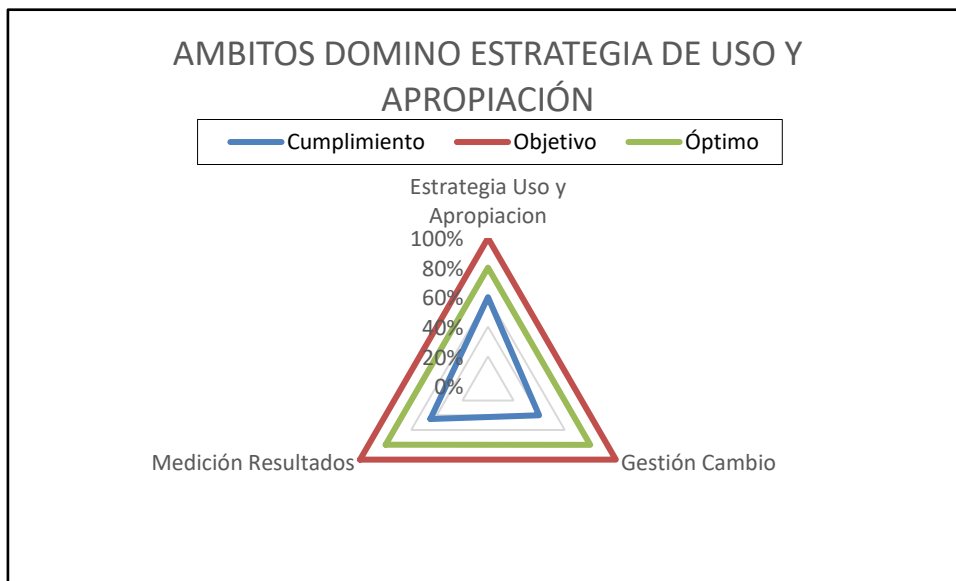 AMBITOS DOMINO ESTRATEGIA DE USO Y
APROPIACIÓN
Cumplimiento Objetivo Óptimo
Estrategia Uso y
Apropiacion
100%
80%
60%
40%
20%
0%
Medición Resultados
Gestión Cambio